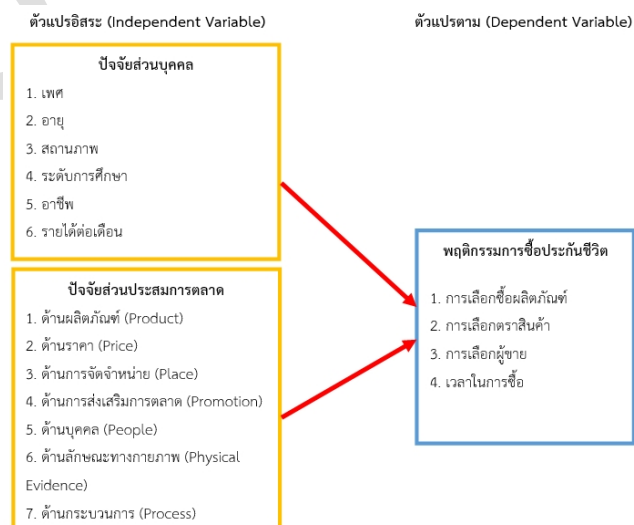 ตัวแปรอิสระ (Independent Variable)
ตัวแปรตาม (Dependent Variable)
ปัจจัยส่วนบุคคล
1. เพศ
2. อายุ
3. สถานภาพ
4. ระดับการศึกษา
5. อาชีพ
6. รายได้ต่อเดือน
ปัจจัยส่วนประสมการตลาด
1. ด้านผลิตภัณฑ์ (Product)
2. ด้านราคา (Price)
3. ด้านการจัดจำหน่าย (Place)
4. ด้านการส่งเสริมการตลาด (Promotion)
5. ด้านบุคคล (People)
6. ด้านลักษณะทางกายภาพ (Physical
Evidence)
7. ด้านกระบวนการ (Process)
พฤติกรรมการซื้อประกันชีวิต
1. การเลือกซื้อผลิตภัณฑ์
2. การเลือกตราสินค้า
3. การเลือกผู้ขาย
4. เวลาในการซื้อ